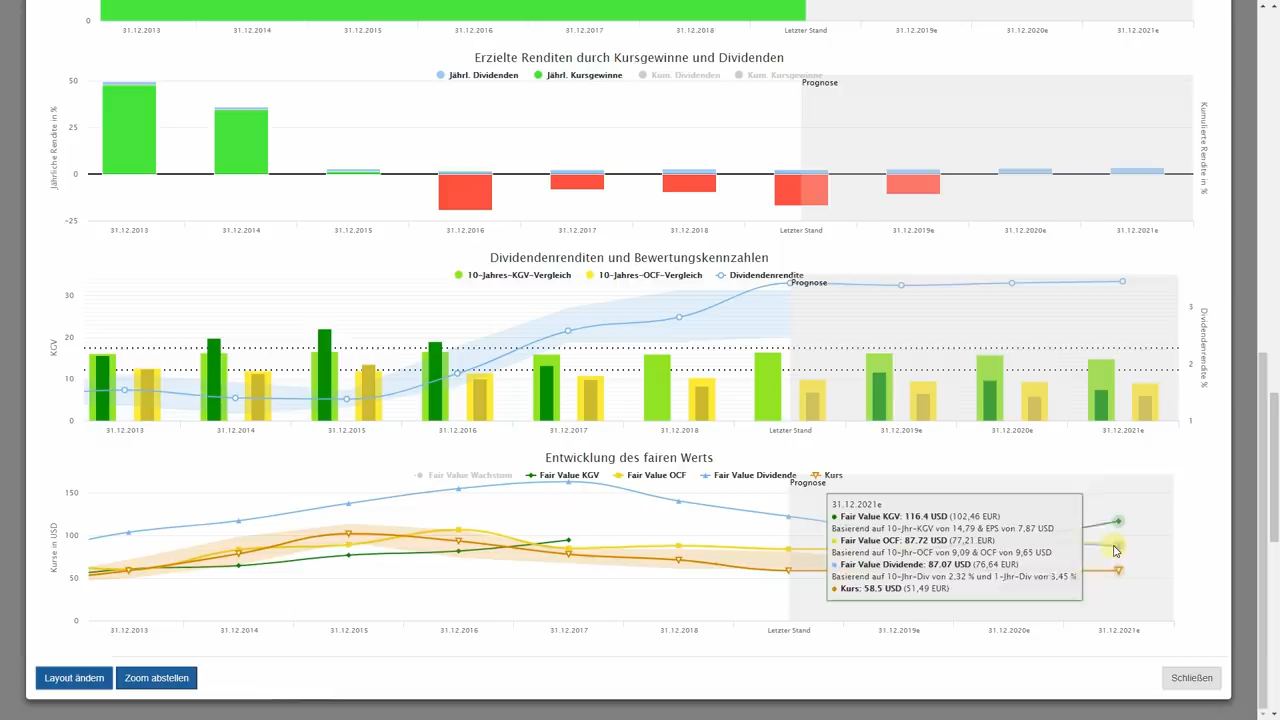 0
31.12.2013 31.12.2014 31.12.2015 31.12.2016 31.12.2017 31.12.2018 Letzter Stand 31.12.2019e 31.12.2020e 31.12.2021e
Erzielte Renditen durch Kursgewinne und Dividenden
Jährl. Dividenden Jährl. Kursgewinne Kum. Dividenden Kum. Kursgewinne
Prognose
Jährliche Rendite in %
50
25
0
-25
Kumulierte Rendite in %
31.12.2013 31.12.2014 31.12.2015 31.12.2016 31.12.2017 31.12.2018 Letzter Stand 31.12.2019e 31.12.2020e 31.12.2021e
Dividendenrenditen und Bewertungskennzahlen
10-Jahres-KGV-Vergleich 10-Jahres-OCF-Vergleich Dividendenrendite
Prognose
KGV
30
20
10
0
3
2
1
Dividendenrendite %
31.12.2013 31.12.2014 31.12.2015 31.12.2016 31.12.2017 31.12.2018 Letzter Stand 31.12.2019e 31.12.2020e 31.12.2021e
Entwicklung des fairen Werts
Fair Value Wachstum Fair Value KGV Fair Value OCF Fair Value Dividende Kurs
Prognose
Kurse in USD
150
100
50
0
31.12.2021e
Fair Value KGV: 116.4 USD (102,46 EUR)
Basierend auf 10-Jhr-KGV von 14,79 & EPS von 7,87 USD
Fair Value OCF: 87.72 USD (77,21 EUR)
Basierend auf 10-Jhr-OCF von 9,09 & OCF von 9,65 USD
Fair Value Dividende: 87.07 USD (76,64 EUR)
Basierend auf 10-Jhr-Div von 2,32 % und 1-Jhr-Div von 3,45 %
Kurs: 58.5 USD (51,49 EUR)
31.12.2013 31.12.2014 31.12.2015 31.12.2016 31.12.2017 31.12.2018 Letzter Stand 31.12.2019e 31.12.2020e 31.12.2021e
Layout ändern Zoom abstellen Schließen